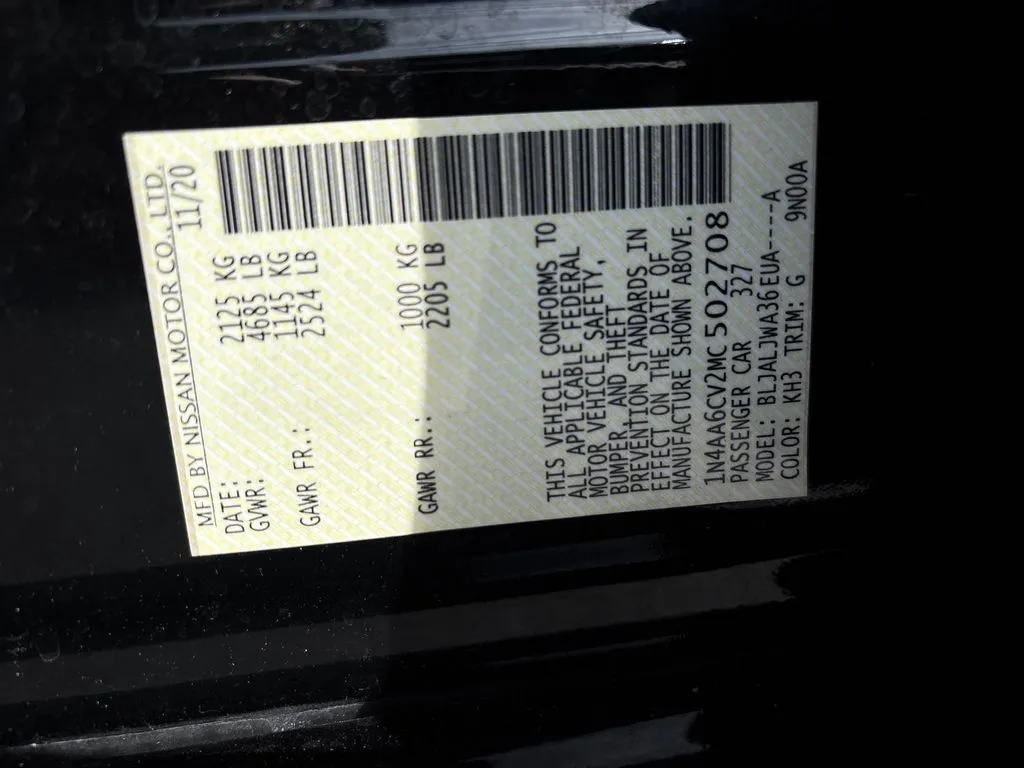 MFD BY NISSAN MOTOR CO., LTD.
DATE: 11/20
GVWR: 2125 KG
4685 LB
GAWR FR.: 1145 KG
2524 LB
GAWR RR.: 1000 KG
2205 LB
THIS VEHICLE CONFORMS TO
ALL APPLICABLE FEDERAL
MOTOR VEHICLE SAFETY,
BUMPER, AND THEFT
PREVENTION STANDARDS IN
EFFECT ON THE DATE OF
MANUFACTURE SHOWN ABOVE.
1N4AA6CV2MC502708
PASSENGER CAR 327
MODEL: BLJALJWA36EUA----A
COLOR: KH3 TRIM: G 9N00A